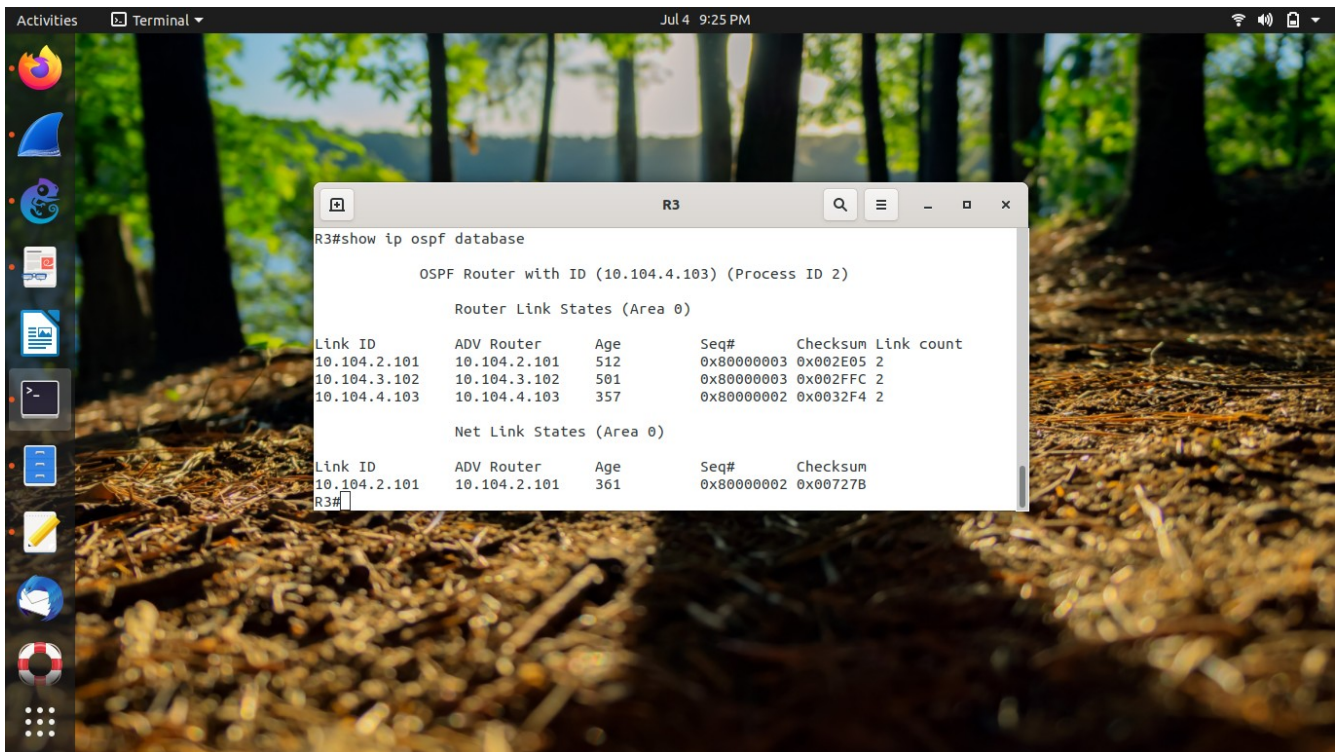 Activities Terminal Jul 4 9:25 PM
R3
R3#show ip ospf database
OSPF Router with ID (10.104.4.103) (Process ID 2)
Router Link States (Area 0)
Link ID ADV Router Age Seq# Checksum Link count
10.104.2.101 10.104.2.101 512 0x80000003 0x002E05 2
10.104.3.102 10.104.3.102 501 0x80000003 0x002FFC 2
10.104.4.103 10.104.4.103 357 0x80000002 0x0032F4 2
Net Link States (Area 0)
Link ID ADV Router Age Seq# Checksum
10.104.2.101 10.104.2.101 361 0x80000002 0x00727B
R3#